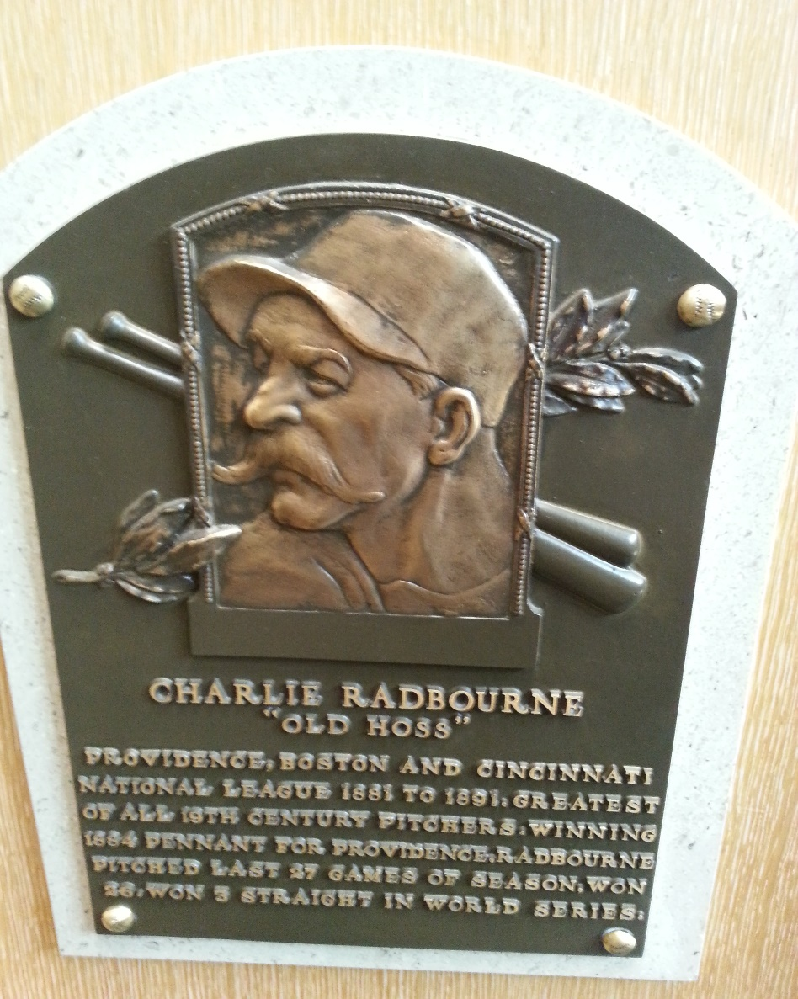 CHARLIE RADBOURNE
"OLD HOSS"
PROVIDENCE, BOSTON AND CINCINNATI
NATIONAL LEAGUE 1881 TO 1891. GREATEST
OF ALL 19TH CENTURY PITCHERS. WINNING
1884 PENNANT FOR PROVIDENCE, RADBOURNE
PITCHED LAST 27 GAMES OF SEASON, WON
26. WON 3 STRAIGHT IN WORLD SERIES.